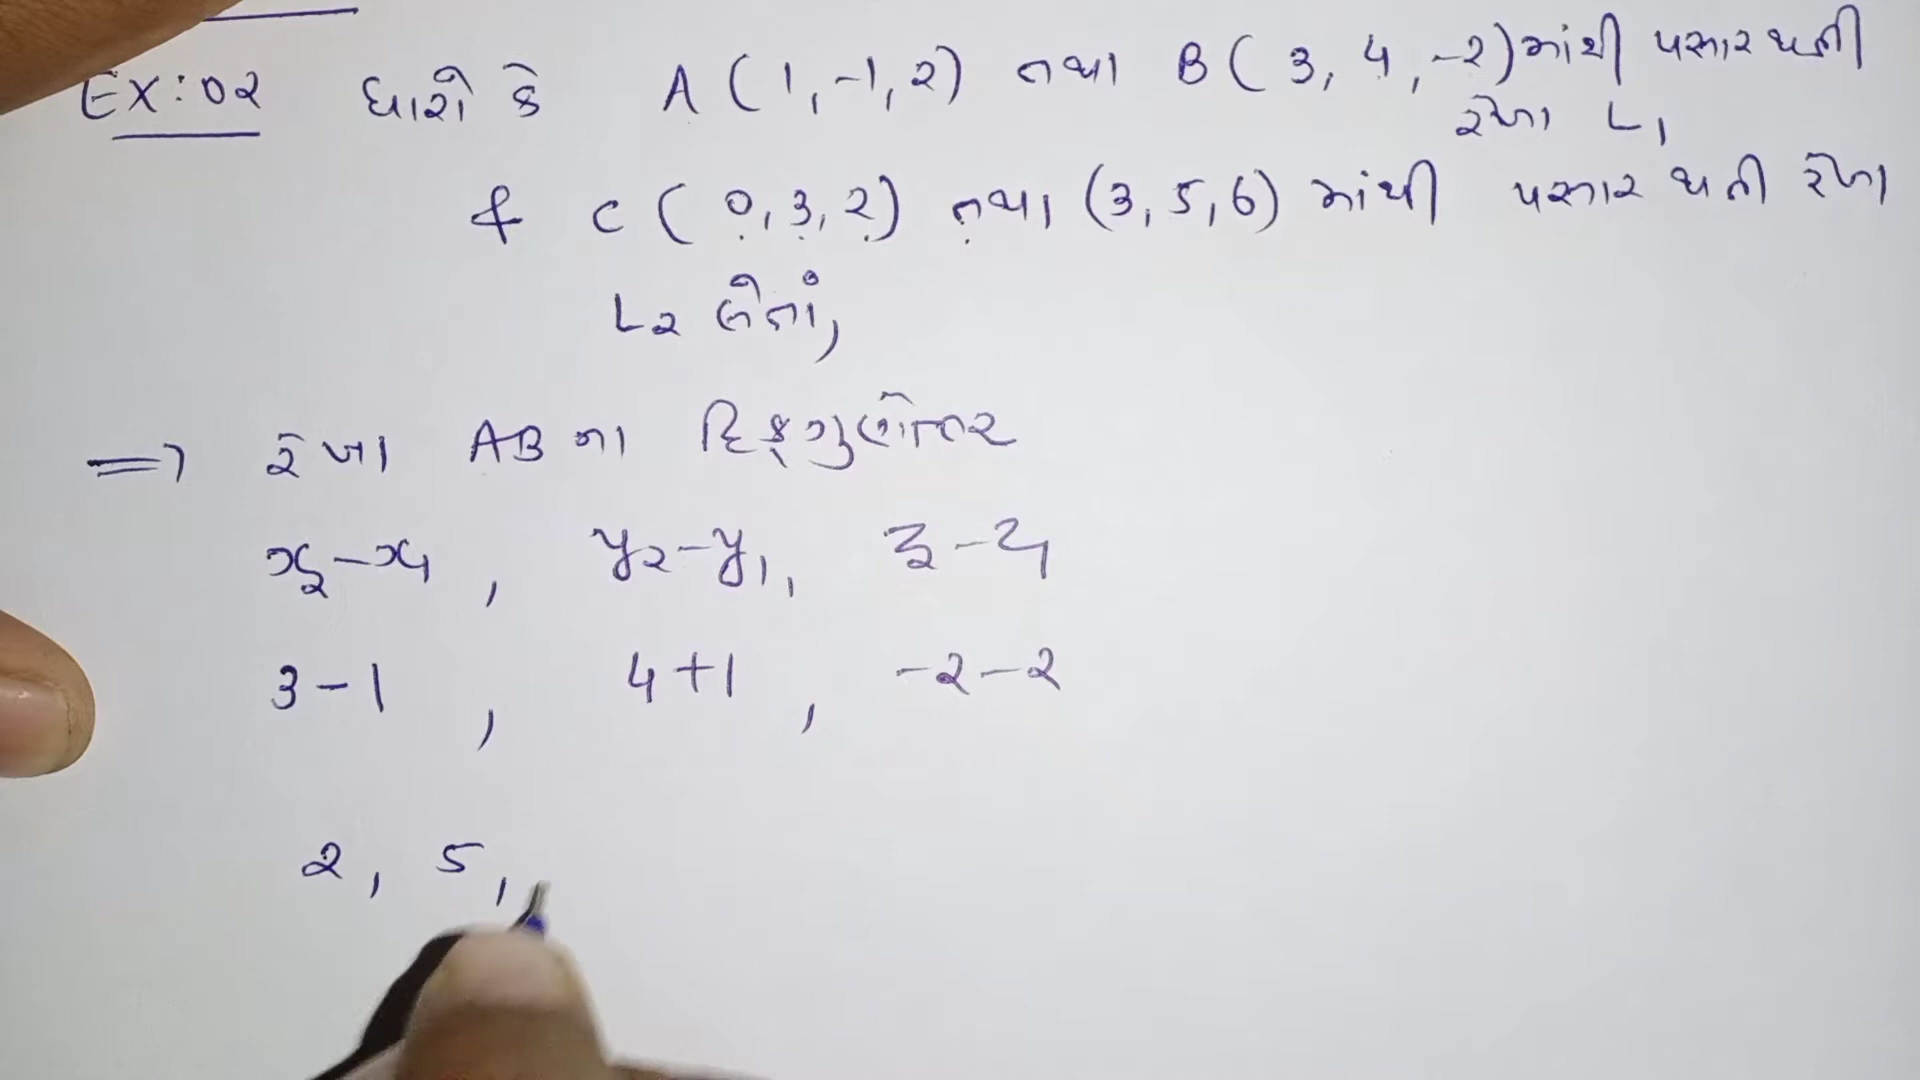 Ex:02 ધારો કે A (1,-1,2) તથા B (3, 4, -2) માંથી પસાર થતી
રેખા L1
& C (0,3,2) તથા (3,5,6) માંથી પસાર થતી રેખા
L2 લેતાં,
=> રેખા AB ના દિક્ગુણોત્તર
x2-x1, y2-y1, z2-z1
3-1, 4+1, -2-2
2, 5,